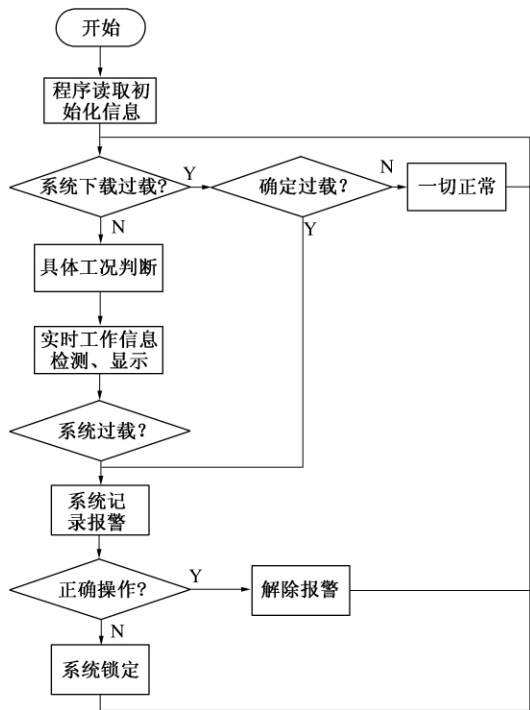 开始
程序读取初
始化信息
系统下载过载?
Y
确定过载?
N
一切正常
N
Y
具体工况判断
实时工作信息
检测、显示
系统过载?
系统记
录报警
正确操作?
Y
解除报警
N
系统锁定